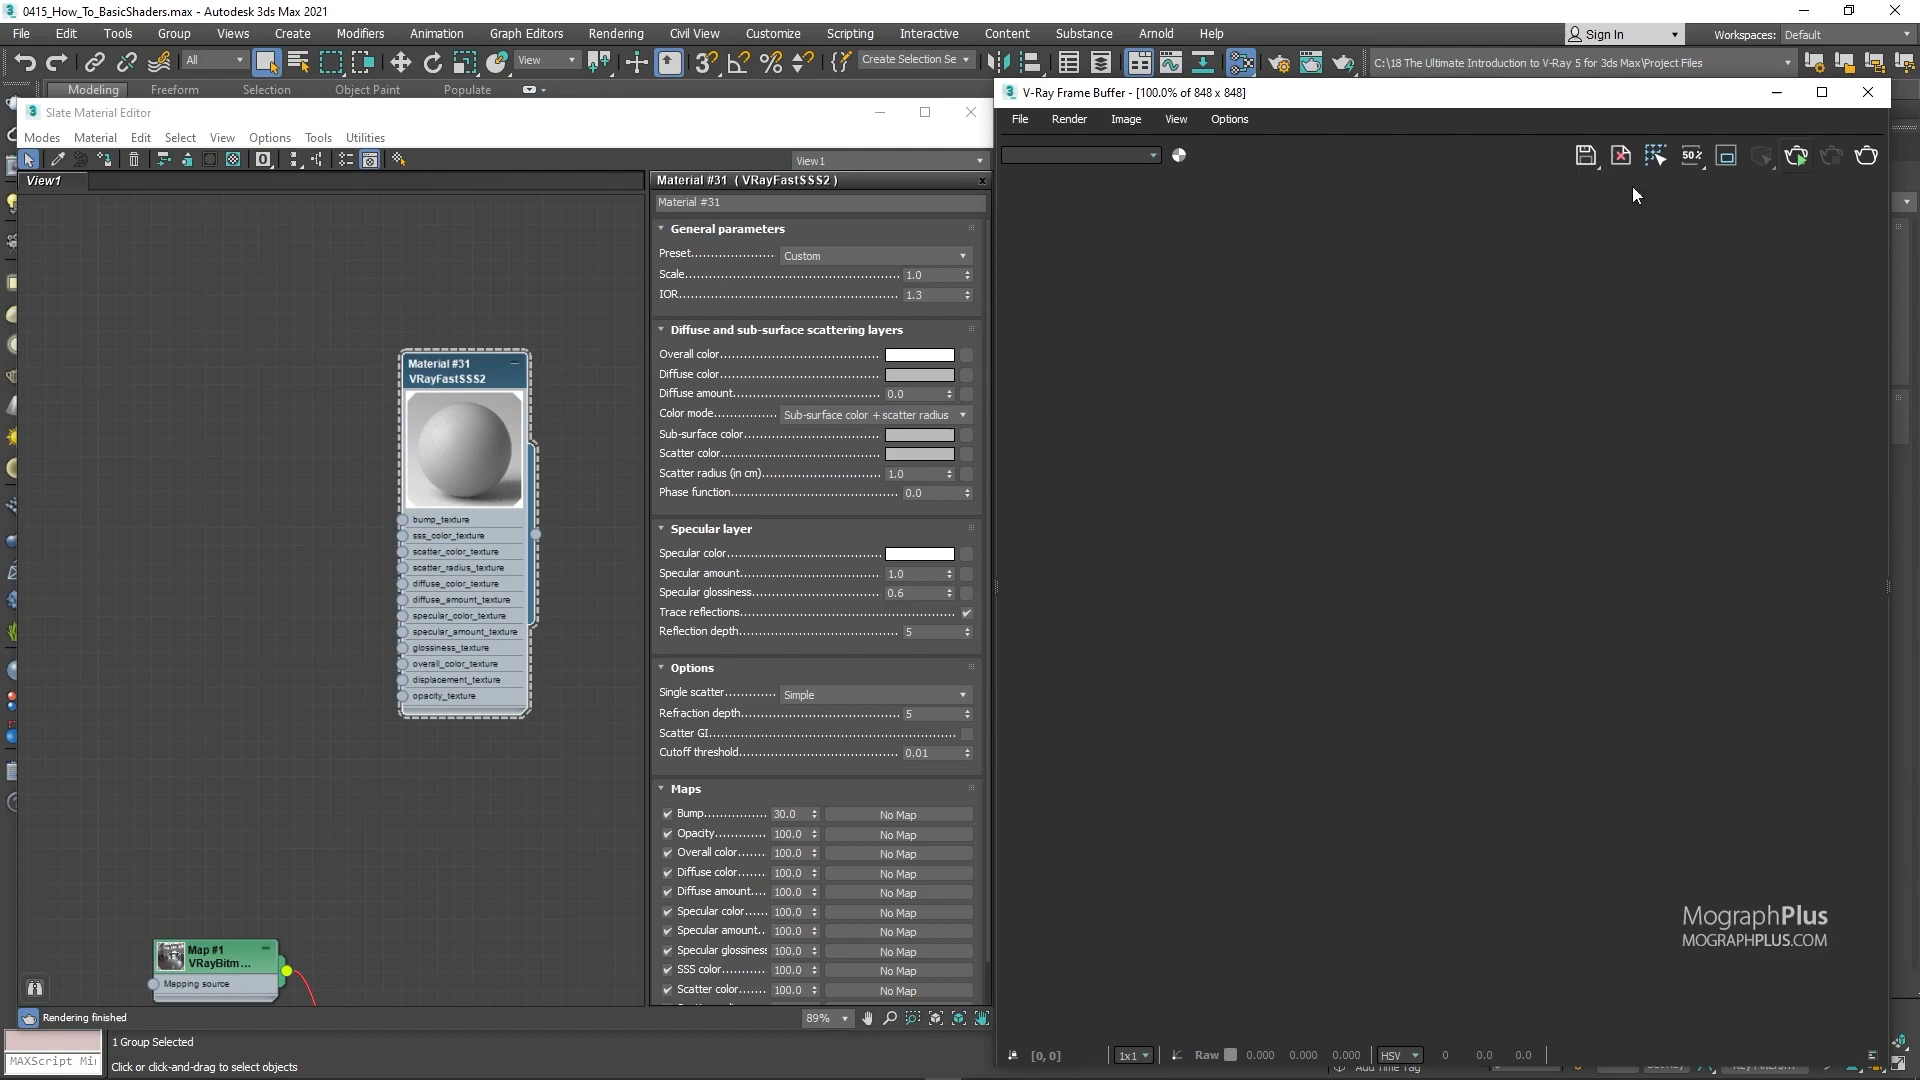 0415_How_To_BasicShaders.max - Autodesk 3ds Max 2021
File Edit Tools Group Views Create Modifiers Animation Graph Editors Rendering Civil View Customize Scripting Interactive Content Substance Arnold Help
Sign In
Workspaces: Default
All
View
Create Selection Se
C:\18 The Ultimate Introduction to V-Ray 5 for 3ds Max\Project Files
Modeling Freeform Selection Object Paint Populate
Slate Material Editor
Modes Material Edit Select View Options Tools Utilities
View1
View1
Material #31
VRayFastSSS2
bump_texture
sss_color_texture
scatter_color_texture
scatter_radius_texture
diffuse_color_texture
diffuse_amount_texture
specular_color_texture
specular_amount_texture
glossiness_texture
overall_color_texture
displacement_texture
opacity_texture
Map #1
VRayBitm...
Mapping source
Material #31 ( VRayFastSSS2 )
Material #31
General parameters
Preset Custom
Scale 1.0
IOR 1.3
Diffuse and sub-surface scattering layers
Overall color
Diffuse color
Diffuse amount 0.0
Color mode Sub-surface color + scatter radius
Sub-surface color
Scatter color
Scatter radius (in cm) 1.0
Phase function 0.0
Specular layer
Specular color
Specular amount 1.0
Specular glossiness 0.6
Trace reflections
Reflection depth 5
Options
Single scatter Simple
Refraction depth 5
Scatter GI
Cutoff threshold 0.01
Maps
Bump 30.0 No Map
Opacity 100.0 No Map
Overall color 100.0 No Map
Diffuse color 100.0 No Map
Diffuse amount 100.0 No Map
Specular color 100.0 No Map
Specular amount.. 100.0 No Map
Specular glossiness 100.0 No Map
SSS color 100.0 No Map
Scatter color 100.0 No Map
Rendering finished
89%
1 Group Selected
MAXScript Mi
Click or click-and-drag to select objects
V-Ray Frame Buffer - [100.0% of 848 x 848]
File Render Image View Options
50%
MographPlus
MOGRAPHPLUS.COM
[0, 0] 1x1 Raw 0.000 0.000 0.000 HSV 0 0.0 0.0
Add Time Tag